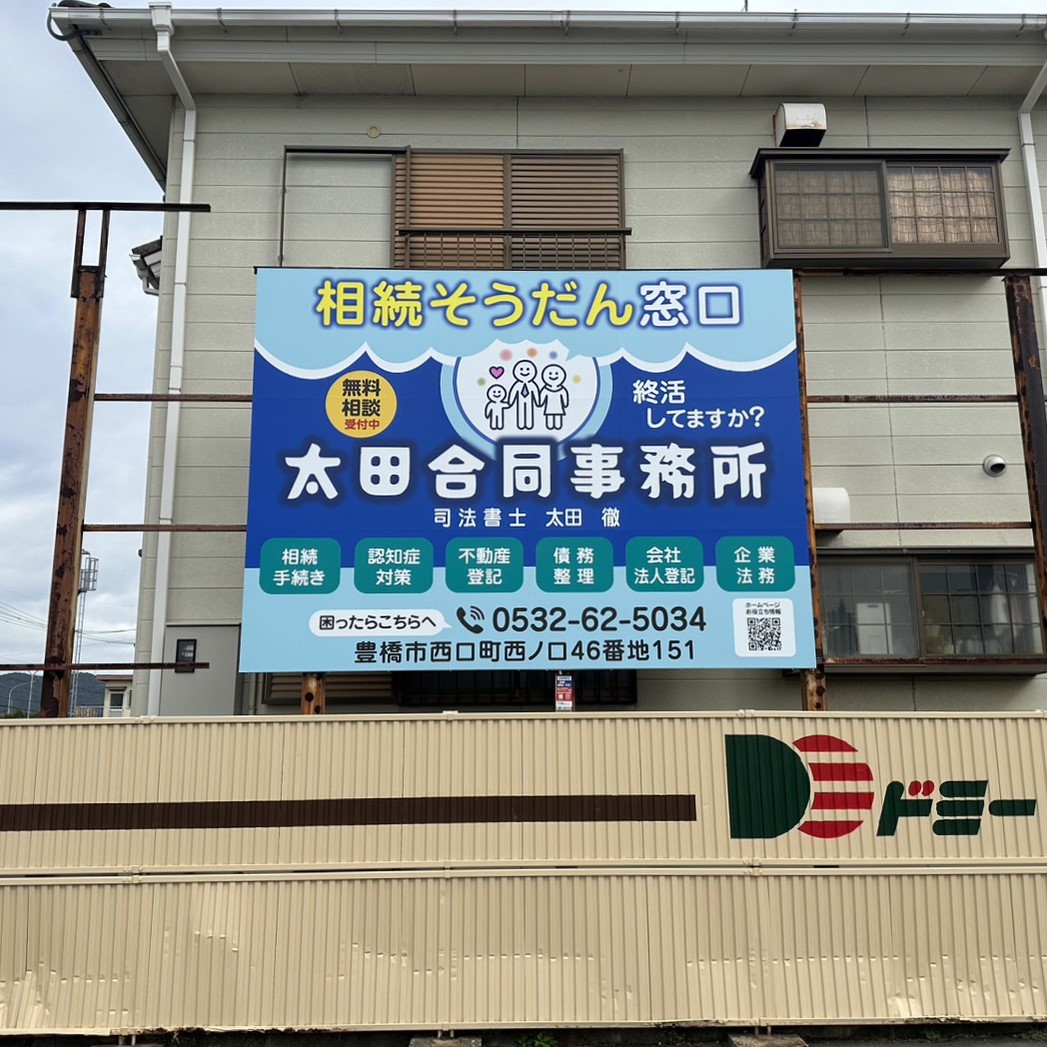 相続そうだん窓口
無料
相談
受付中
終活
してますか?
太田合同事務所
司法書士 太田 徹
相続
手続き
認知症
対策
不動産
登記
債務
整理
会社
法人登記
企業
法務
困ったらこちらへ
0532-62-5034
ホームページ
お役立ち情報
豊橋市西口町西ノ口46番地151
ドミー